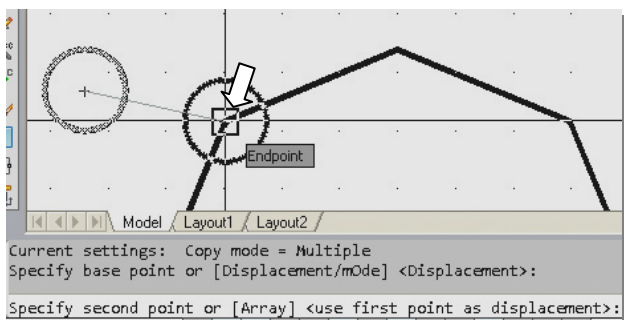 Endpoint
Model Layout1 Layout2
Current settings:  Copy mode = Multiple
Specify base point or [Displacement/mOde] <Displacement>:
Specify second point or [Array] <use first point as displacement>: